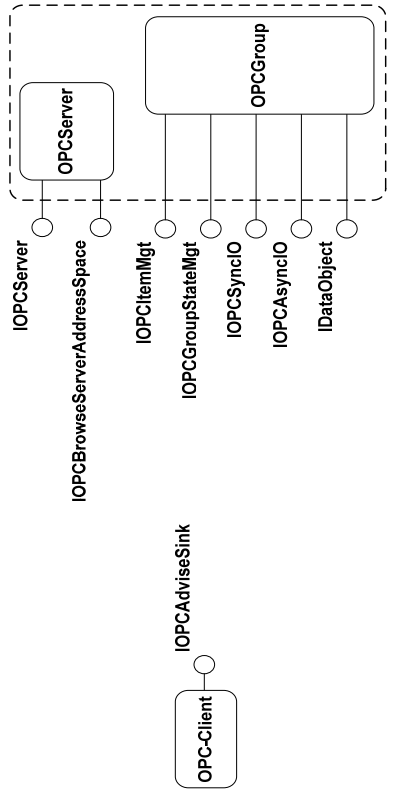 OPCServer
OPCGroup
IOPCServer
IOPCBrowseServerAddressSpace
IOPCItemMgt
IOPCGroupStateMgt
IOPCSyncIO
IOPCAsyncIO
IDataObject
IOPCAdviseSink
OPC-Client